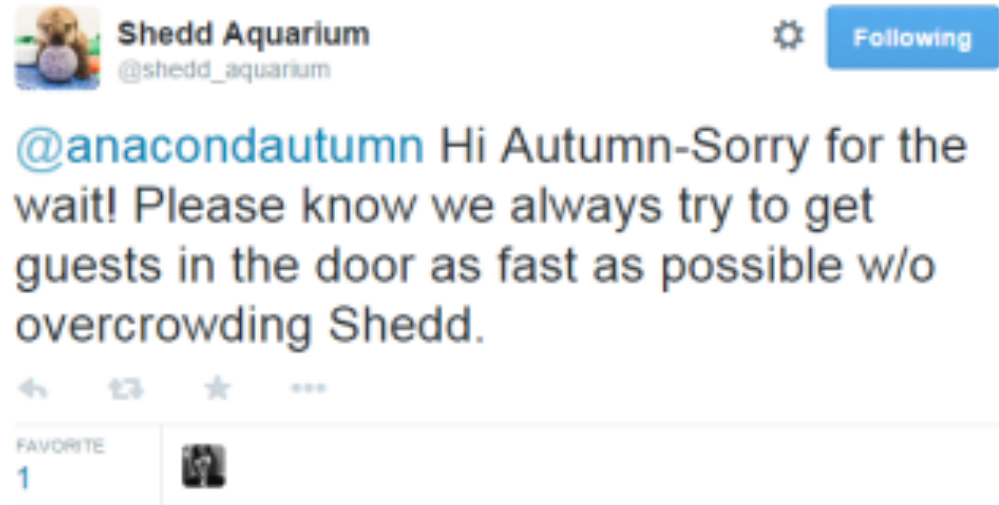 Shedd Aquarium
Following
@shedd_aquarium
@anacondautumn Hi Autumn-Sorry for the
wait! Please know we always try to get
guests in the door as fast as possible w/o
overcrowding Shedd.
FAVORITE
1